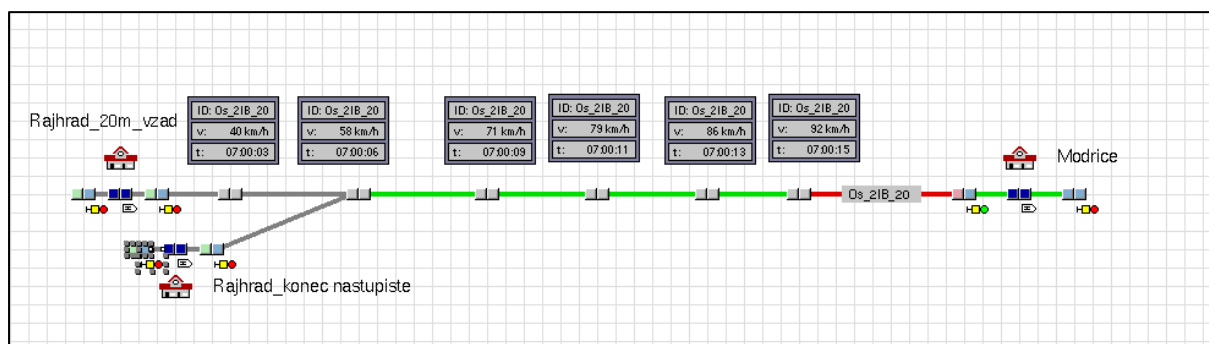 ID: Os_2IB_20
v: 40 km/h
t: 07:00:03
ID: Os_2IB_20
v: 58 km/h
t: 07:00:06
ID: Os_2IB_20
v: 71 km/h
t: 07:00:09
ID: Os_2IB_20
v: 79 km/h
t: 07:00:11
ID: Os_2IB_20
v: 86 km/h
t: 07:00:13
ID: Os_2IB_20
v: 92 km/h
t: 07:00:15
Rajhrad_20m_vzad
Modrice
Os_2IB_20
Rajhrad_konec nastupiste